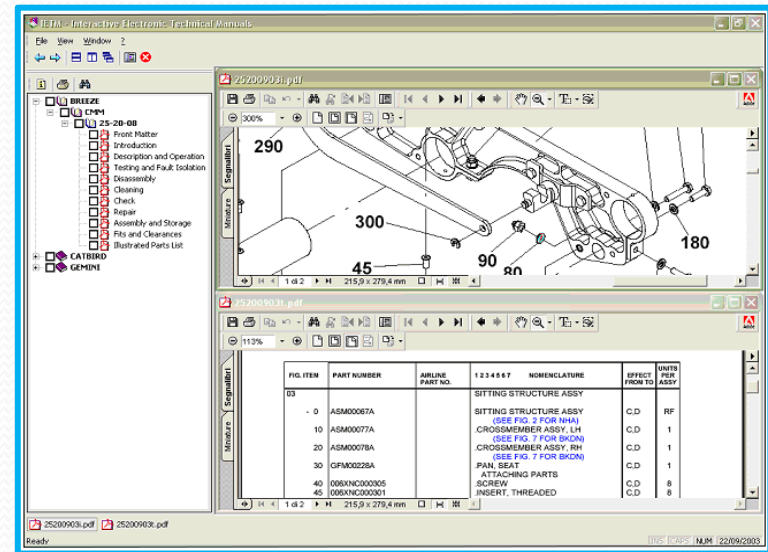 IETM - Interactive Electronic Technical Manuals
File View Window ?
BREEZE
CMM
25-20-08
Front Matter
Introduction
Description and Operation
Testing and Fault Isolation
Disassembly
Cleaning
Check
Repair
Assembly and Storage
Fits and Clearances
Illustrated Parts List
CATBIRD
GEMINI
25200903i.pdf
300%
Segnalibri
Miniature
290
300
45
90
80
180
1 di 2 215,9 x 279,4 mm
25200903t.pdf
113%
Segnalibri
Miniature
FIG. ITEM PART NUMBER AIRLINE PART NO. 1 2 3 4 5 6 7 NOMENCLATURE EFFECT FROM TO UNITS PER ASSY
03 SITTING STRUCTURE ASSY
- 0 ASM00067A SITTING STRUCTURE ASSY C,D RF
(SEE FIG. 2 FOR NHA)
10 ASM00077A .CROSSMEMBER ASSY, LH C,D 1
(SEE FIG. 7 FOR BKDN)
20 ASM00078A .CROSSMEMBER ASSY, RH C,D 1
(SEE FIG. 7 FOR BKDN)
30 GFM00228A .PAN, SEAT C,D 1
ATTACHING PARTS
40 006XNC000305 .SCREW C,D 8
45 006XNC000301 .INSERT, THREADED C,D 8
1 di 2 215,9 x 279,4 mm
25200903i.pdf 25200903t.pdf
Ready INS CAPS NUM 22/09/2003